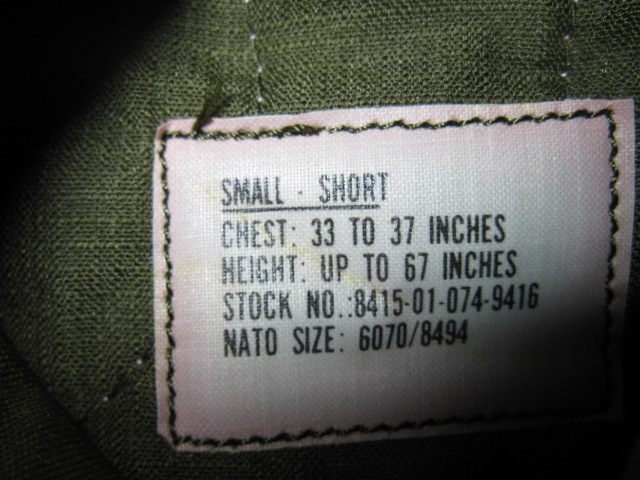 SMALL - SHORT
CHEST: 33 TO 37 INCHES
HEIGHT: UP TO 67 INCHES
STOCK NO.:8415-01-074-9416
NATO SIZE: 6070/8494